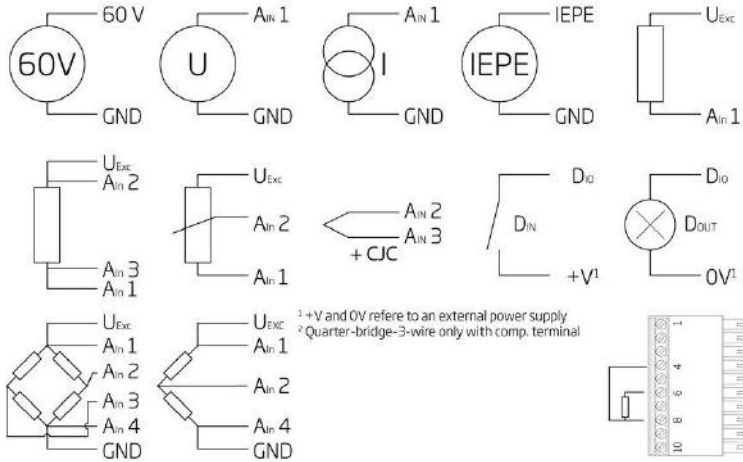 60 V
60V
GND
AIN 1
U
GND
AIN 1
I
GND
IEPE
IEPE
GND
UExc
AIn 1
UExc
AIn 2
AIn 3
AIn 1
UExc
AIn 2
AIn 1
AIN 2
AIN 3
+ CJC
DIO
DIN
+V¹
DIO
DOUT
0V¹
UExc
AIn 1
AIn 2
AIn 3
AIn 4
GND
UExc
AIn 1
AIn 2
AIn 4
GND
¹ +V and 0V refere to an external power supply
² Quarter-bridge-3-wire only with comp. terminal
1
4
6
8
10